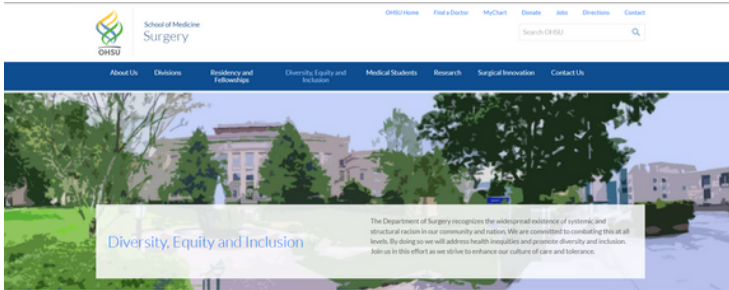 OHSU Home Find a Doctor MyChart Donate Jobs Directions Contact
School of Medicine
Surgery
Search OHSU
OHSU
About Us Divisions Residency and Fellowships Diversity, Equity and Inclusion Medical Students Research Surgical Innovation Contact Us
Diversity, Equity and Inclusion
The Department of Surgery recognizes the widespread existence of systemic and
structural racism in our community and nation. We are committed to combating this at all
levels. By doing so we will address health inequities and promote diversity and inclusion.
Join us in this effort as we strive to enhance our culture of care and tolerance.